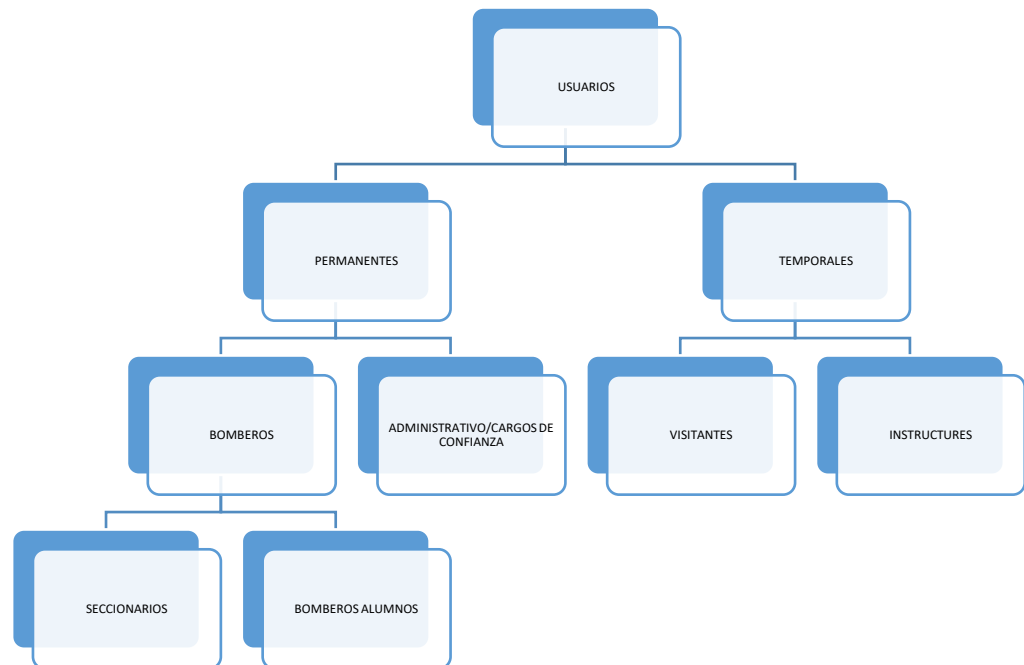 USUARIOS
PERMANENTES
TEMPORALES
BOMBEROS
ADMINISTRATIVO/CARGOS DE
CONFIANZA
VISITANTES
INSTRUCTURES
SECCIONARIOS
BOMBEROS ALUMNOS